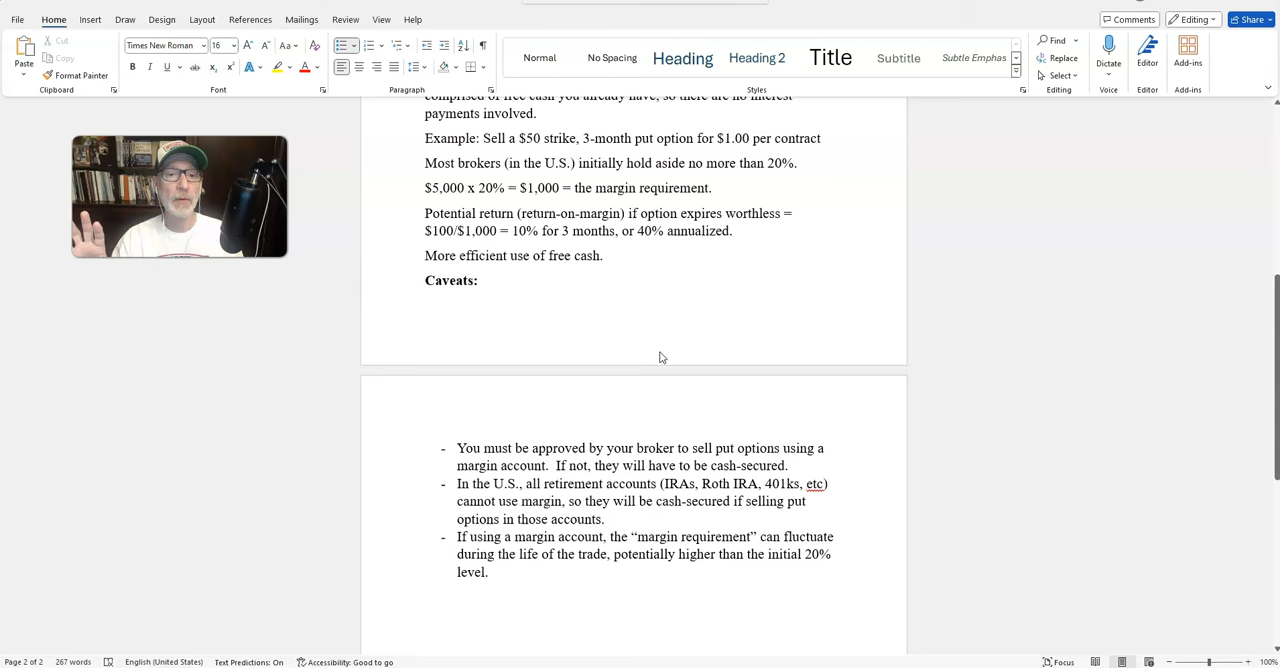 File Home Insert Draw Design Layout References Mailings Review View Help
Comments Editing Share
Paste
Cut
Copy
Format Painter
Clipboard
Times New Roman 16
Aa
B I U ab x₂ x² A A
Font
Paragraph
Normal No Spacing Heading Heading 2 Title Subtitle Subtle Emphas
Styles
Find
Replace
Select
Editing
Dictate
Voice
Editor
Editor
Add-ins
Add-ins
comprised of free cash you already have, so there are no interest
payments involved.
Example: Sell a $50 strike, 3-month put option for $1.00 per contract
Most brokers (in the U.S.) initially hold aside no more than 20%.
$5,000 x 20% = $1,000 = the margin requirement.
Potential return (return-on-margin) if option expires worthless =
$100/$1,000 = 10% for 3 months, or 40% annualized.
More efficient use of free cash.
Caveats:
- You must be approved by your broker to sell put options using a
margin account.  If not, they will have to be cash-secured.
- In the U.S., all retirement accounts (IRAs, Roth IRA, 401ks, etc)
cannot use margin, so they will be cash-secured if selling put
options in those accounts.
- If using a margin account, the “margin requirement” can fluctuate
during the life of the trade, potentially higher than the initial 20%
level.
Page 2 of 2 267 words English (United States) Text Predictions: On Accessibility: Good to go Focus 100%